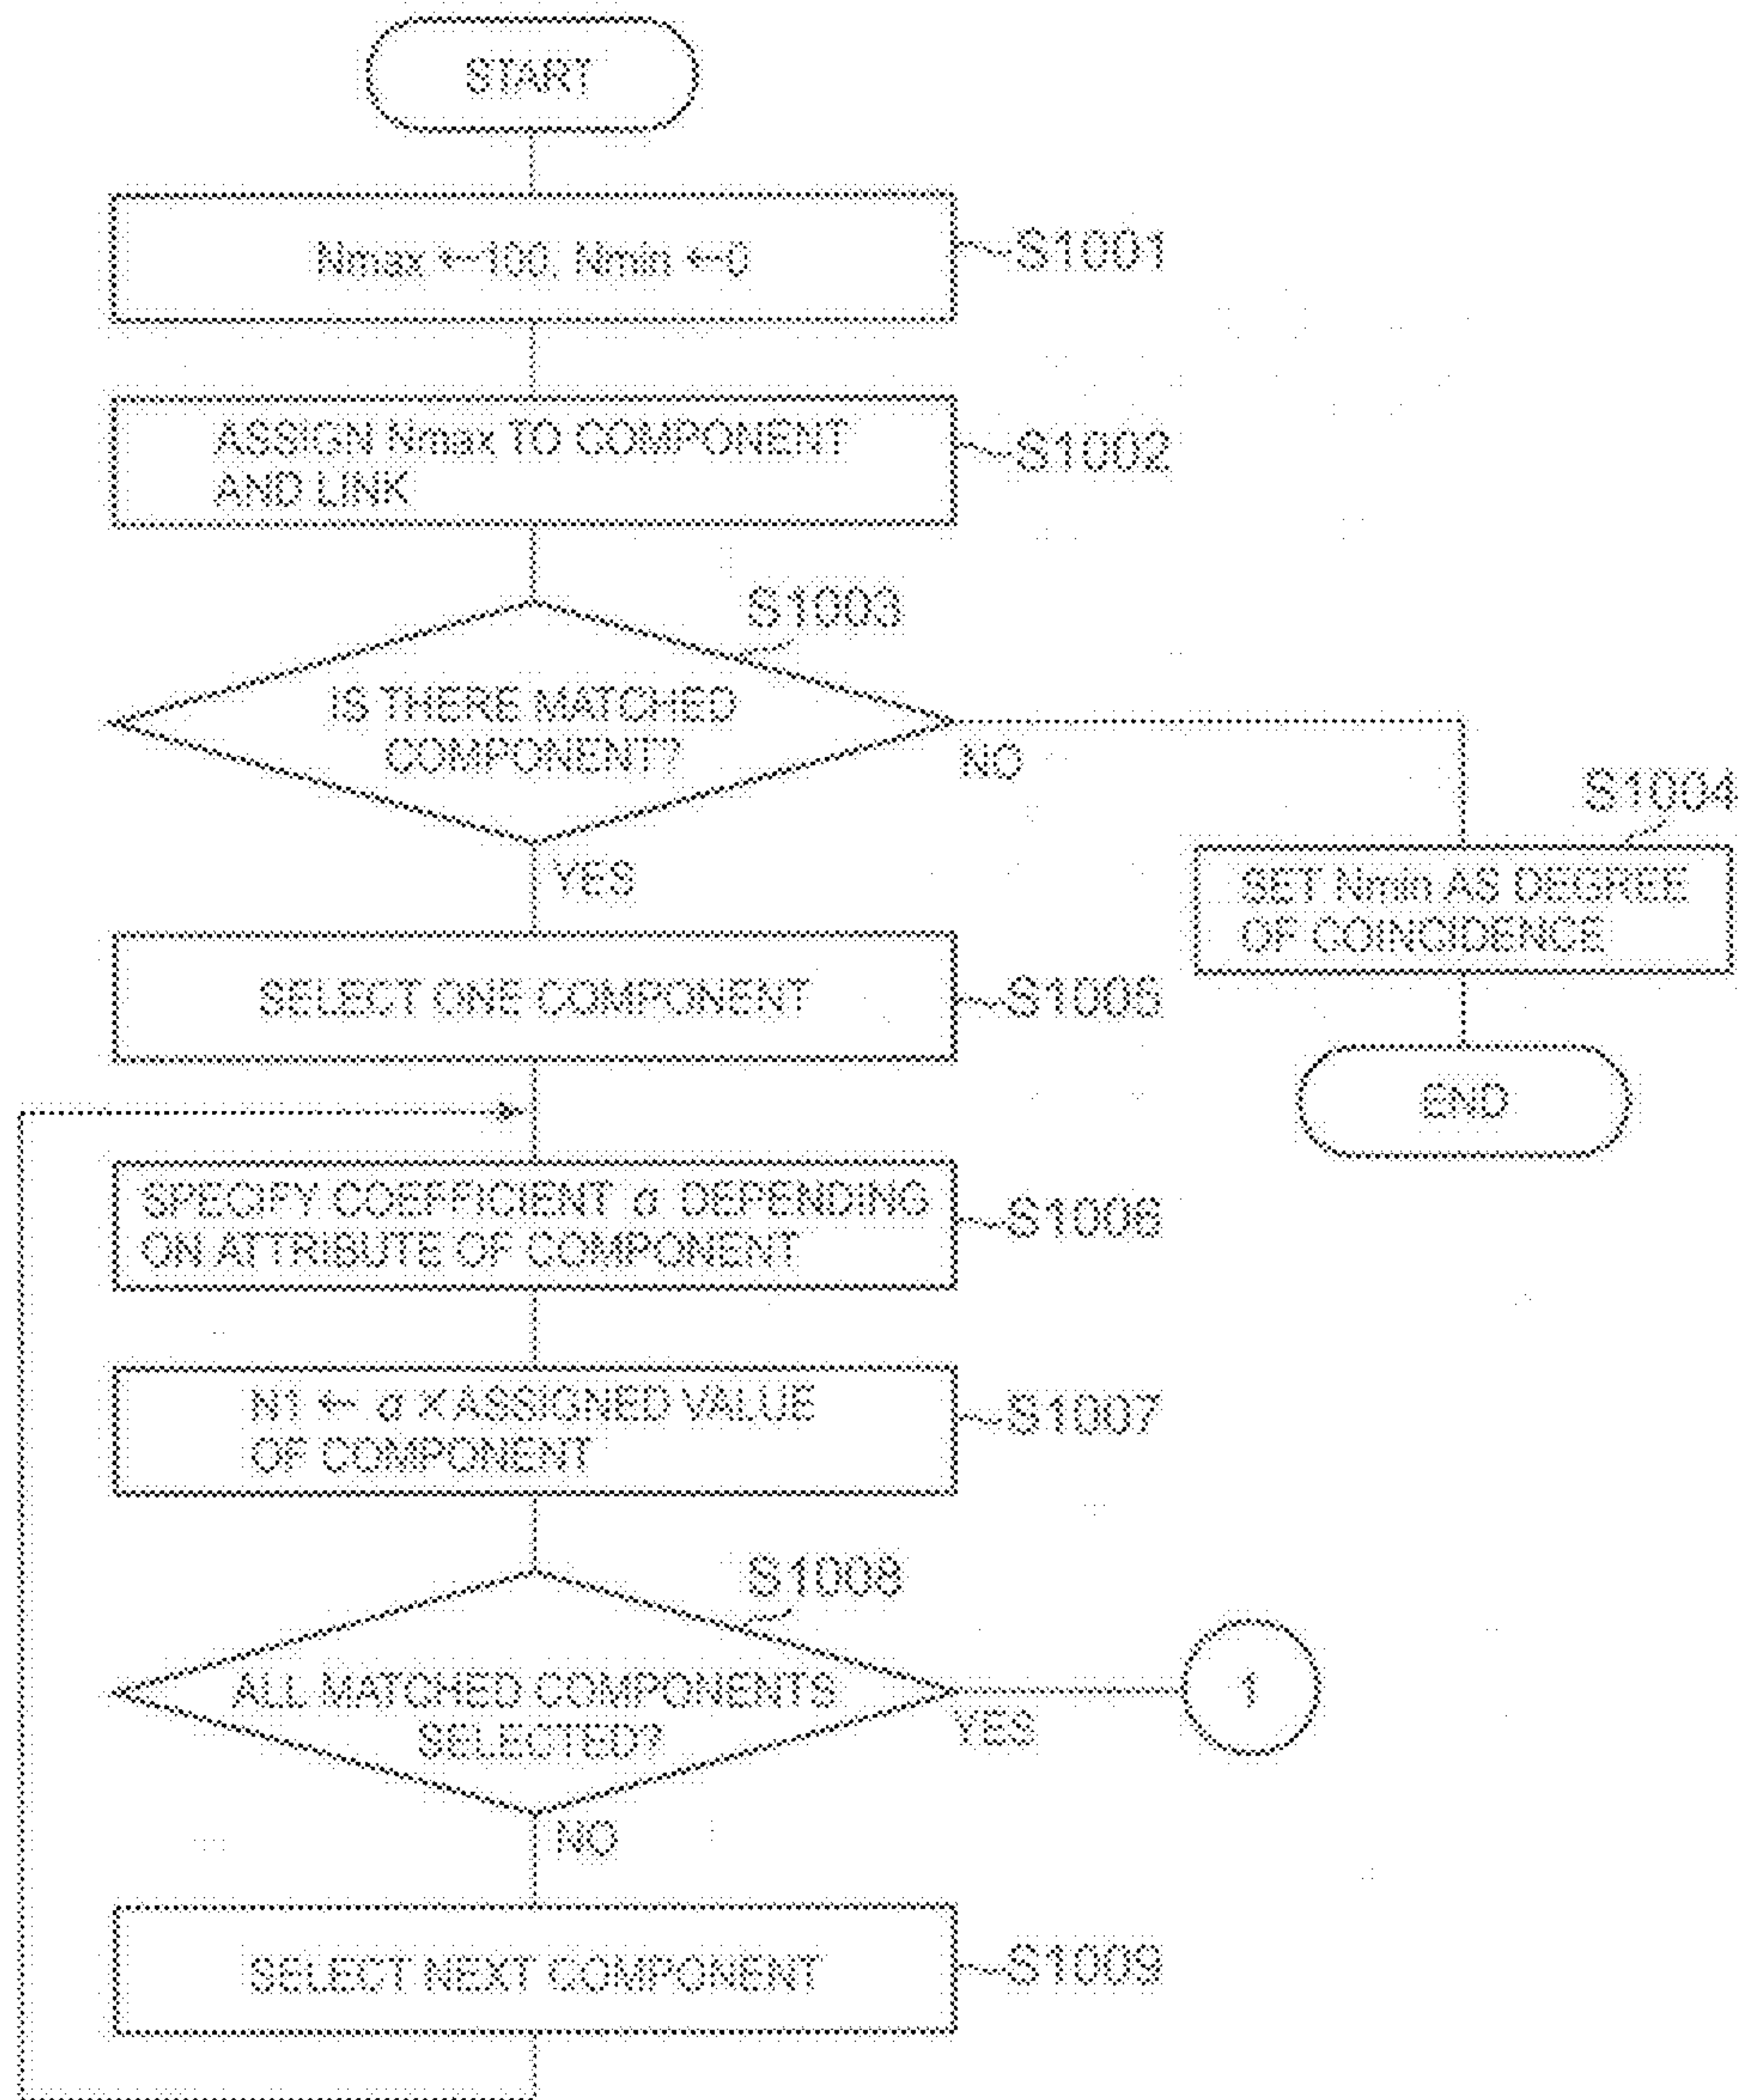 START
Nmax ←100, Nmin ←0
S1001
ASSIGN Nmax TO COMPONENT
AND LINK
S1002
S1003
IS THERE MATCHED
COMPONENT?
NO
YES
S1004
SET Nmin AS DEGREE
OF COINCIDENCE
END
SELECT ONE COMPONENT
S1005
SPECIFY COEFFICIENT σ DEPENDING
ON ATTRIBUTE OF COMPONENT
S1006
N1 ← σ × ASSIGNED VALUE
OF COMPONENT
S1007
S1008
ALL MATCHED COMPONENTS
SELECTED?
YES
1
NO
SELECT NEXT COMPONENT
S1009